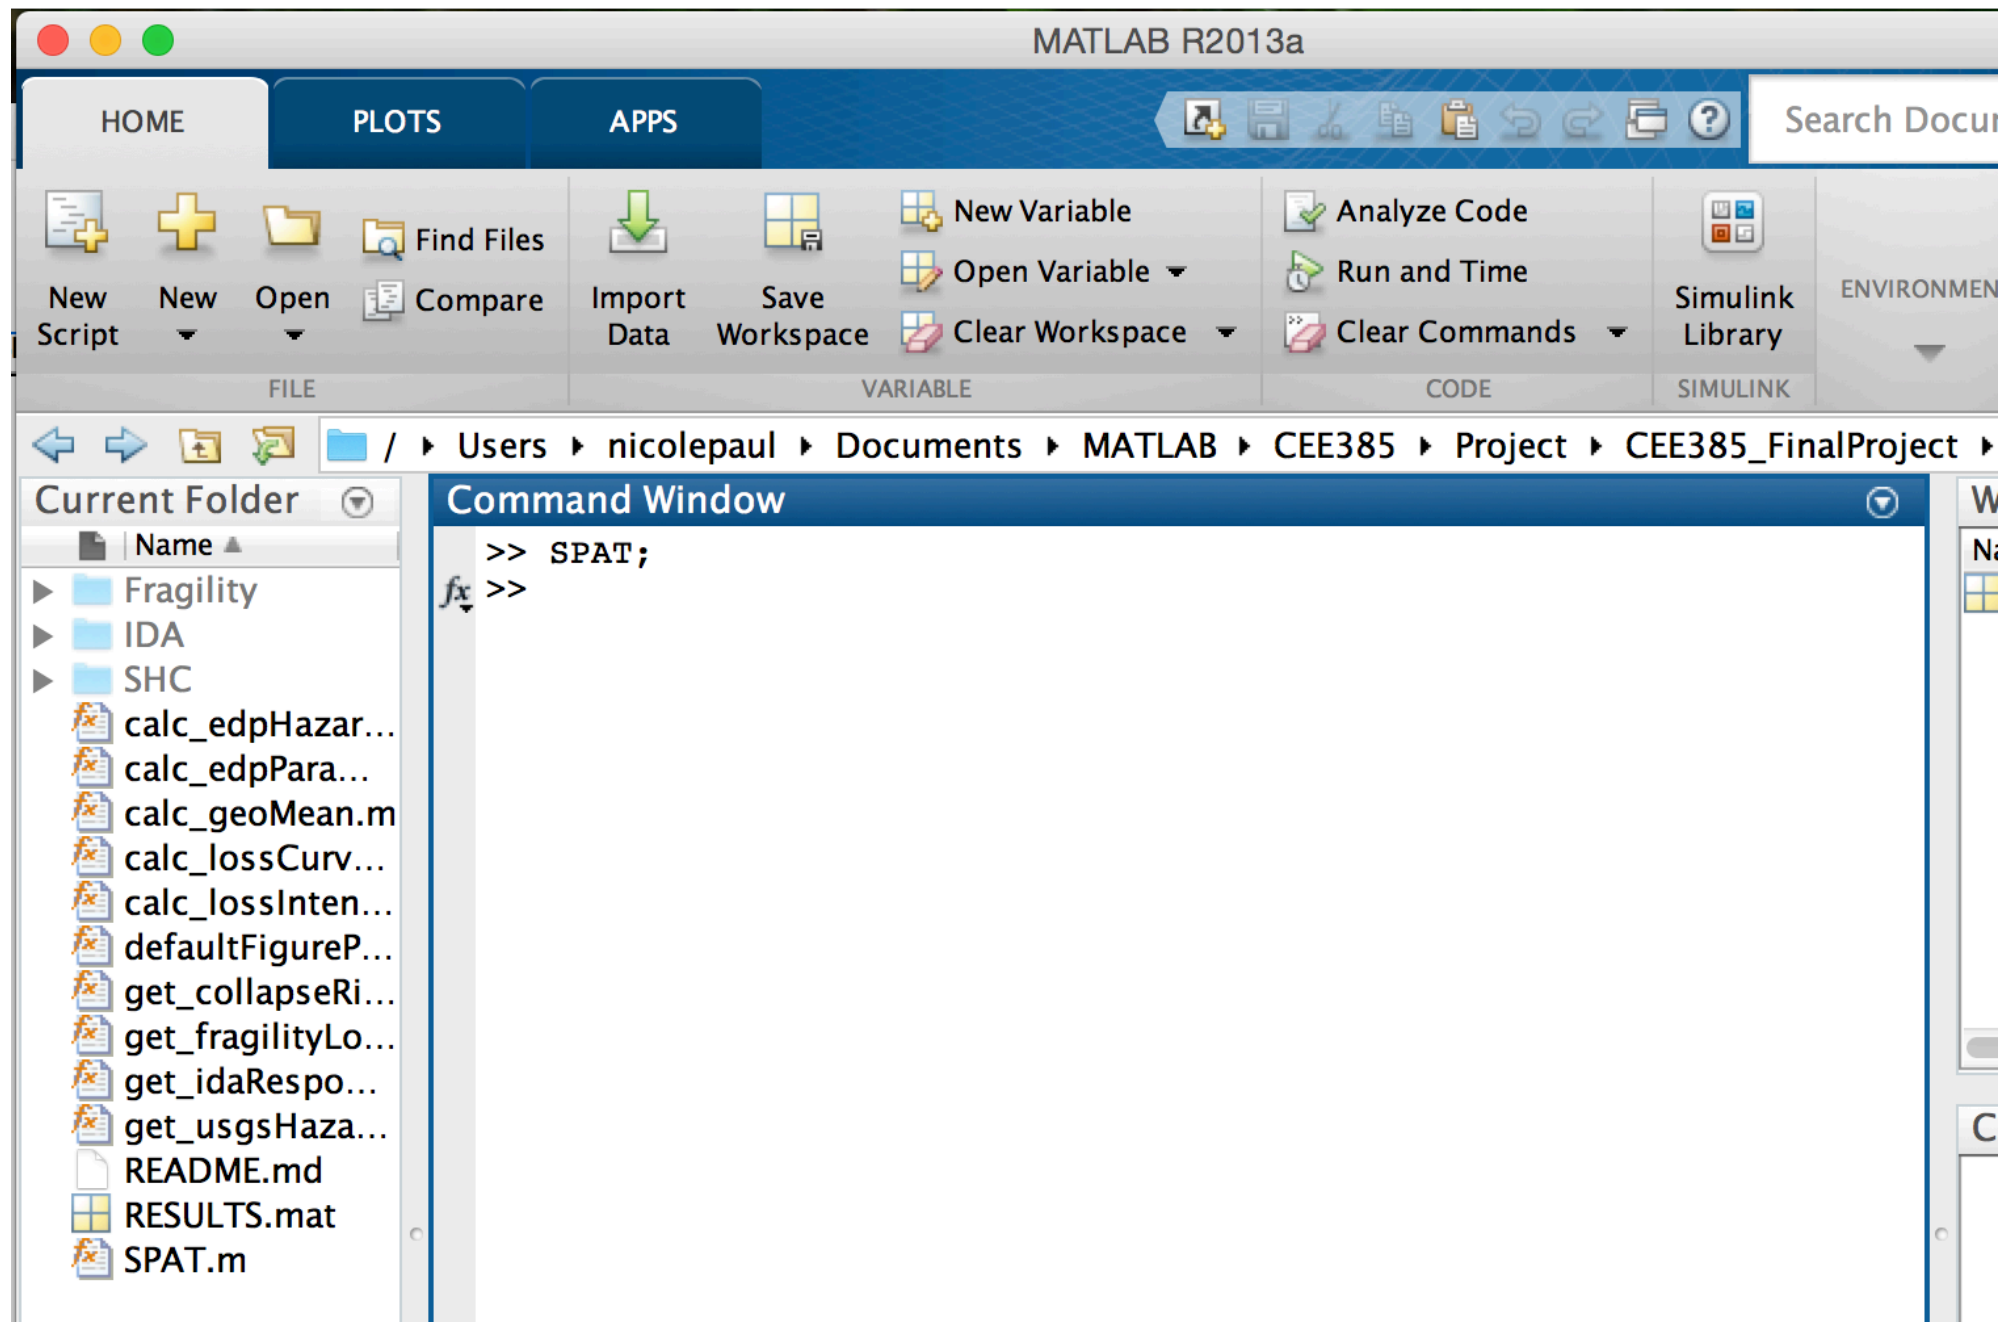 MATLAB R2013a
HOME
PLOTS
APPS
Search Docu
New Script
New
Open
Find Files
Compare
Import Data
Save Workspace
New Variable
Open Variable
Clear Workspace
Analyze Code
Run and Time
Clear Commands
Simulink Library
ENVIRONMEN
FILE
VARIABLE
CODE
SIMULINK
/ Users nicolepaul Documents MATLAB CEE385 Project CEE385_FinalProject
Current Folder
Name
Fragility
IDA
SHC
calc_edpHazar...
calc_edpPara...
calc_geoMean.m
calc_lossCurv...
calc_lossInten...
defaultFigureP...
get_collapseRi...
get_fragilityLo...
get_idaRespo...
get_usgsHaza...
README.md
RESULTS.mat
SPAT.m
Command Window
>> SPAT;
fx >>
W
Na
C